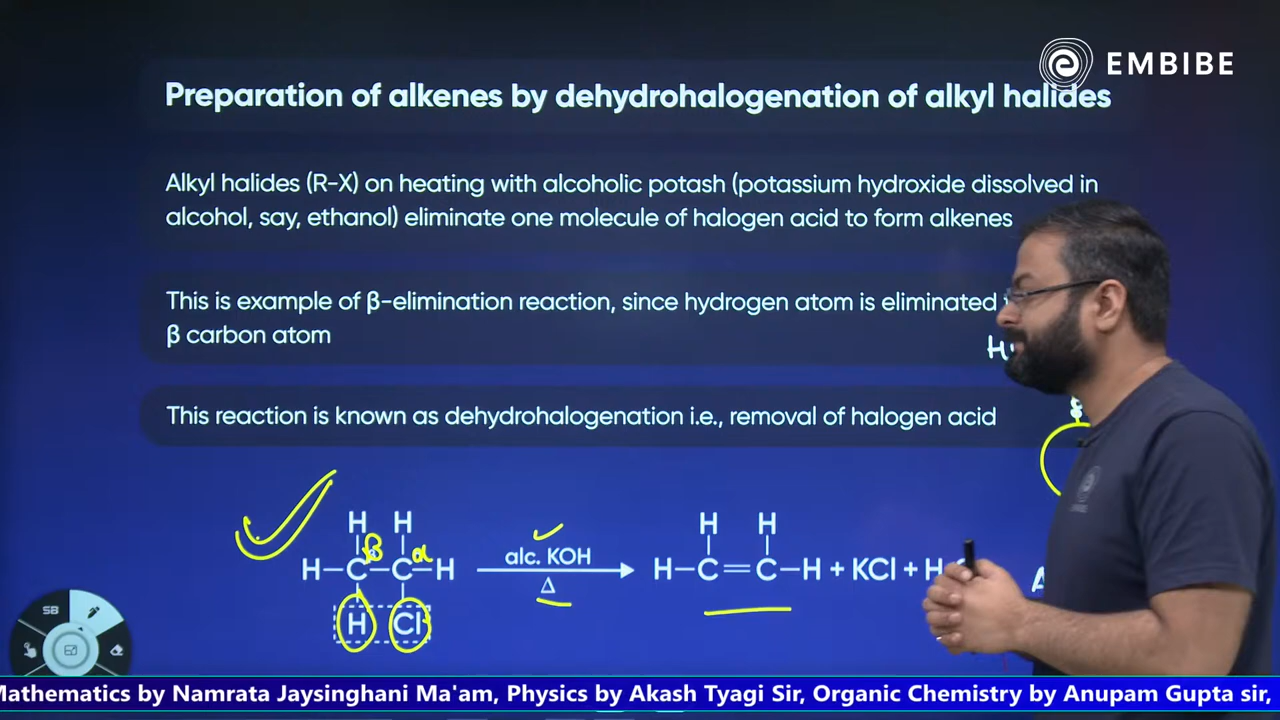 EMBIBE
Preparation of alkenes by dehydrohalogenation of alkyl halides
Alkyl halides (R-X) on heating with alcoholic potash (potassium hydroxide dissolved in
alcohol, say, ethanol) eliminate one molecule of halogen acid to form alkenes
This is example of β-elimination reaction, since hydrogen atom is eliminated
β carbon atom
This reaction is known as dehydrohalogenation i.e., removal of halogen acid
H H H H
β α alc. KOH
H–C–C–H Δ H–C=C–H + KCl + H
H Cl
SB
Mathematics by Namrata Jaysinghani Ma'am, Physics by Akash Tyagi Sir, Organic Chemistry by Anupam Gupta sir,